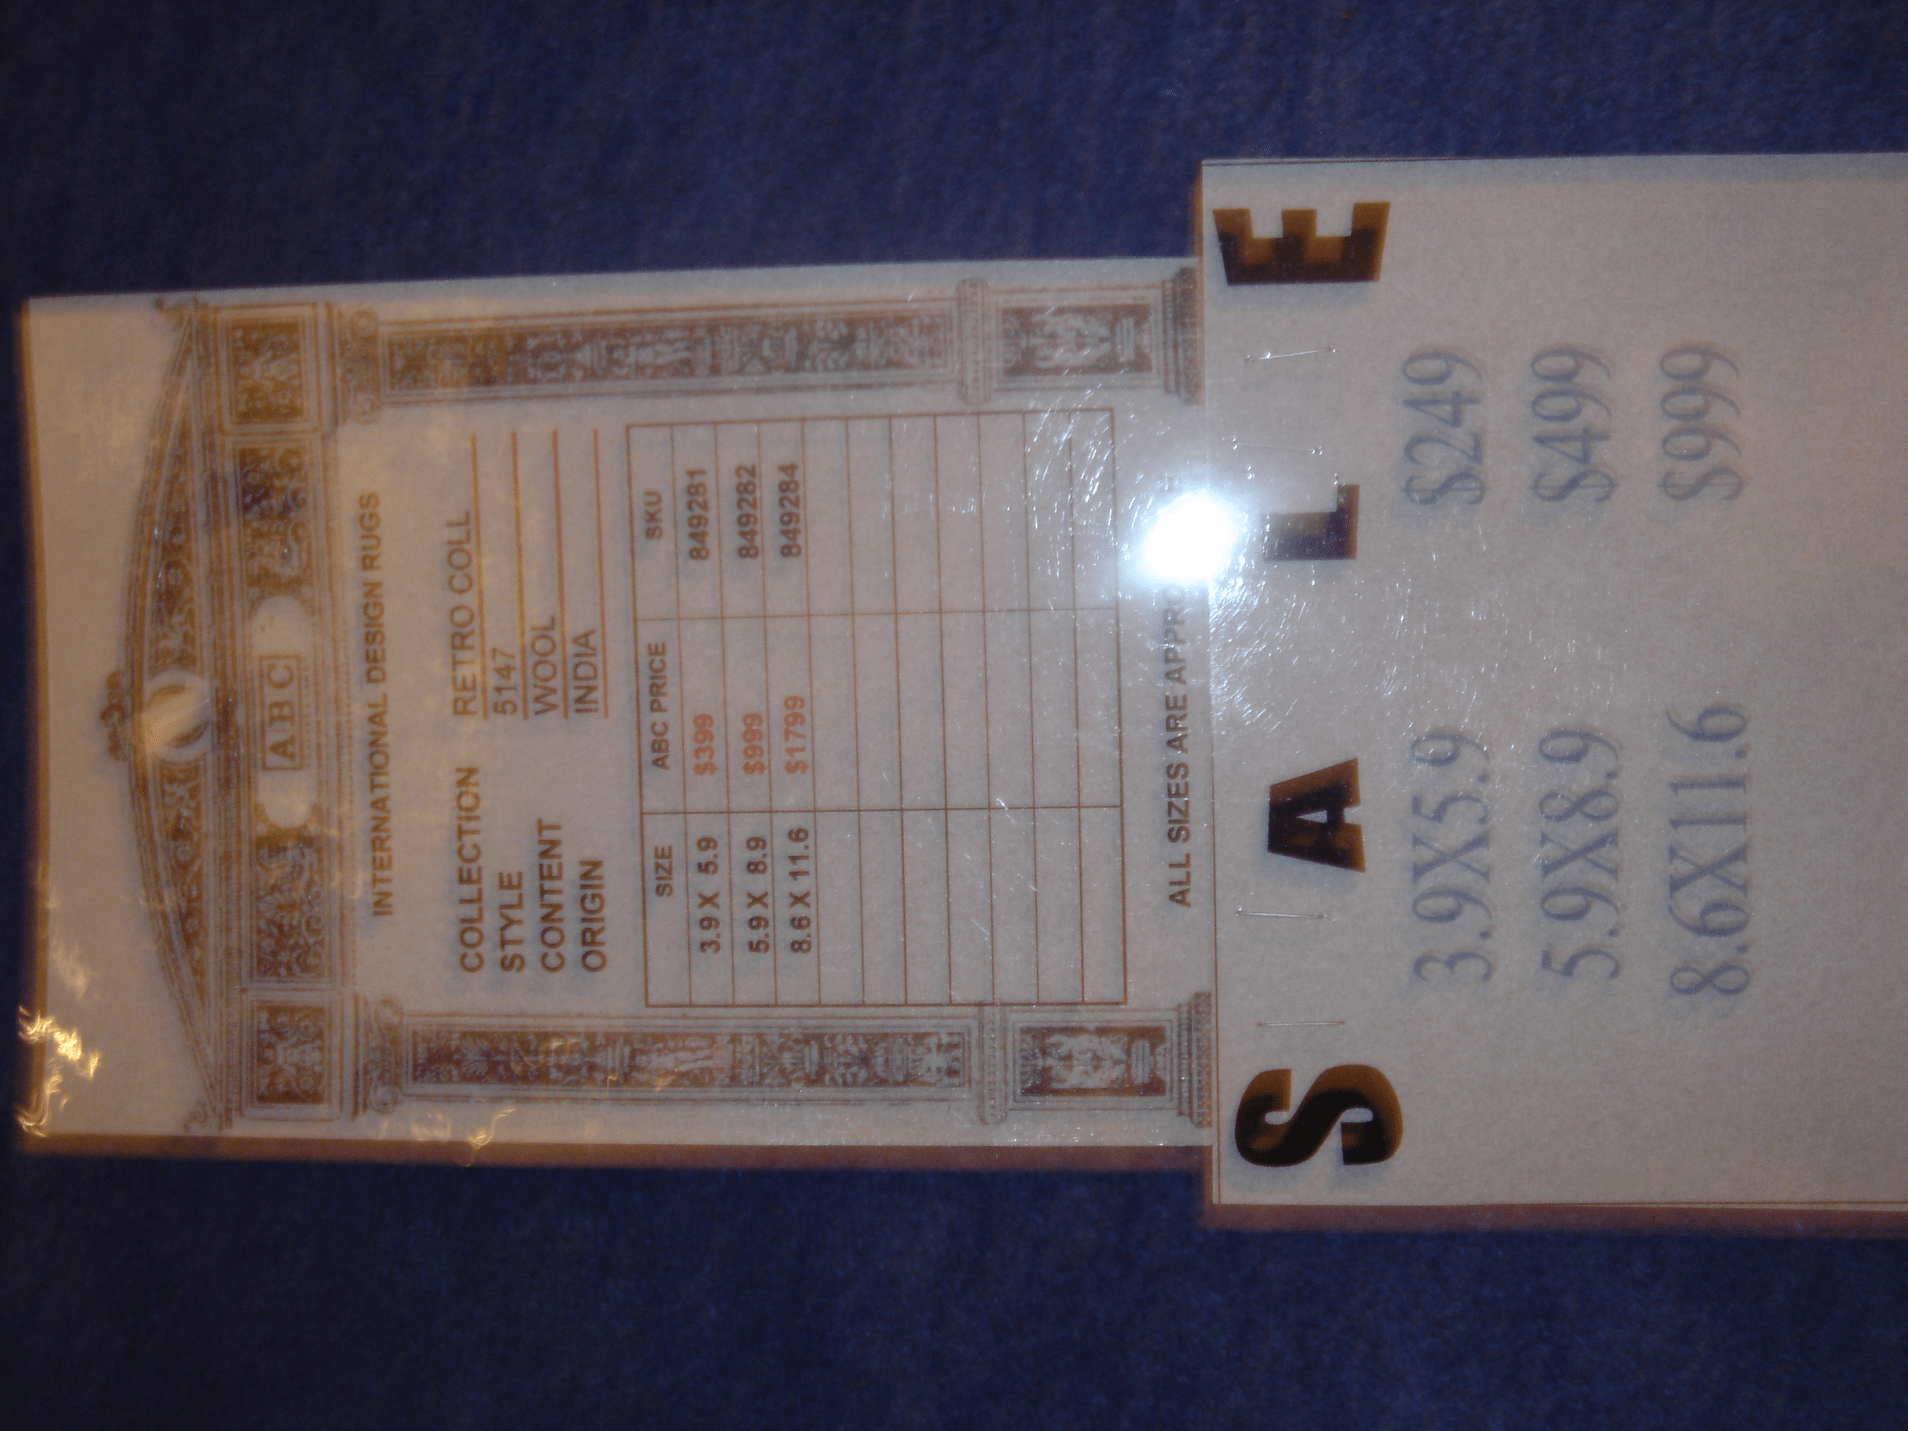 ABC
INTERNATIONAL DESIGN RUGS
COLLECTION RETRO COLL
STYLE 5147
CONTENT WOOL
ORIGIN INDIA
SIZE ABC PRICE SKU
3.9 X 5.9 $399 849281
5.9 X 8.9 $999 849282
8.6 X 11.6 $1799 849284
ALL SIZES ARE APPRO
SALE
3.9X5.9 $249
5.9X8.9 $499
8.6X11.6 $999